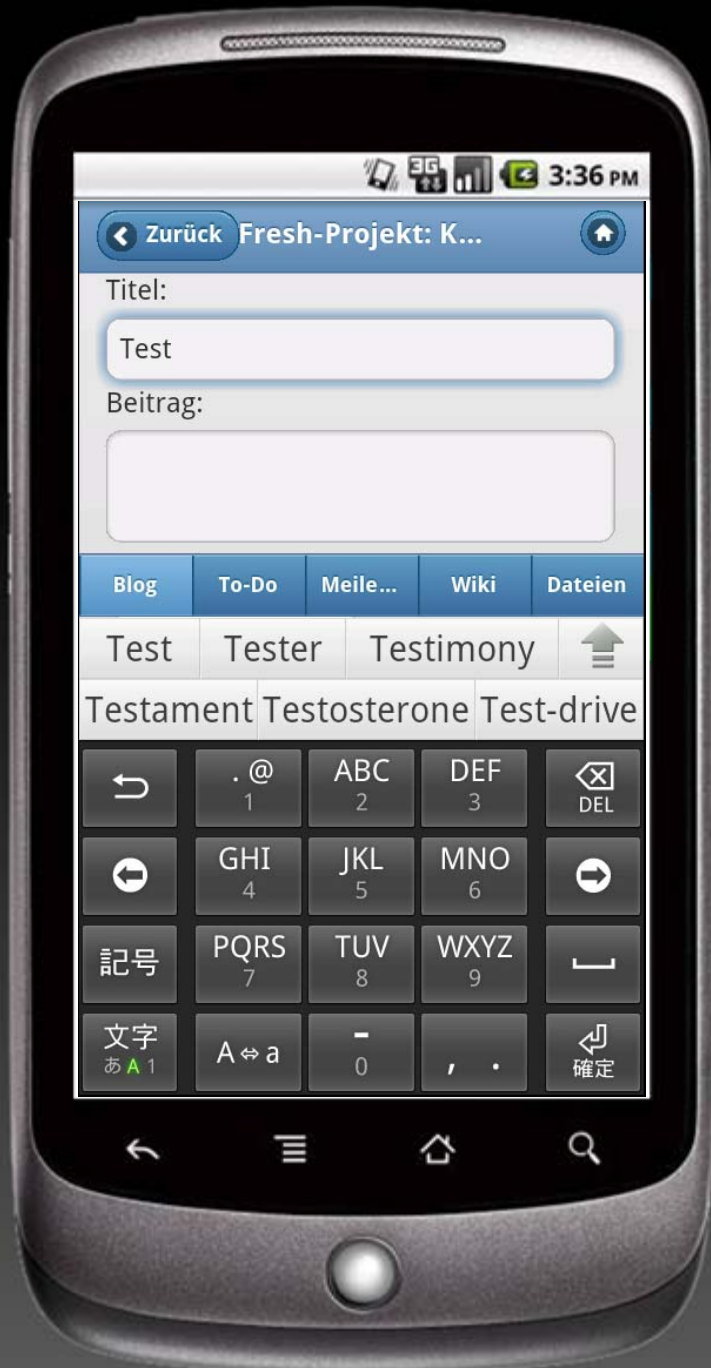 3G 3:36 PM
Zurück Fresh-Projekt: K...
Titel:
Test
Beitrag:
Blog To-Do Meile... Wiki Dateien
Test Tester Testimony
Testament Testosterone Test-drive
. @ ABC DEF DEL
1 2 3
GHI JKL MNO
4 5 6
記号 PQRS TUV WXYZ
7 8 9
文字 A⇔a - , . 確定
あA1 0